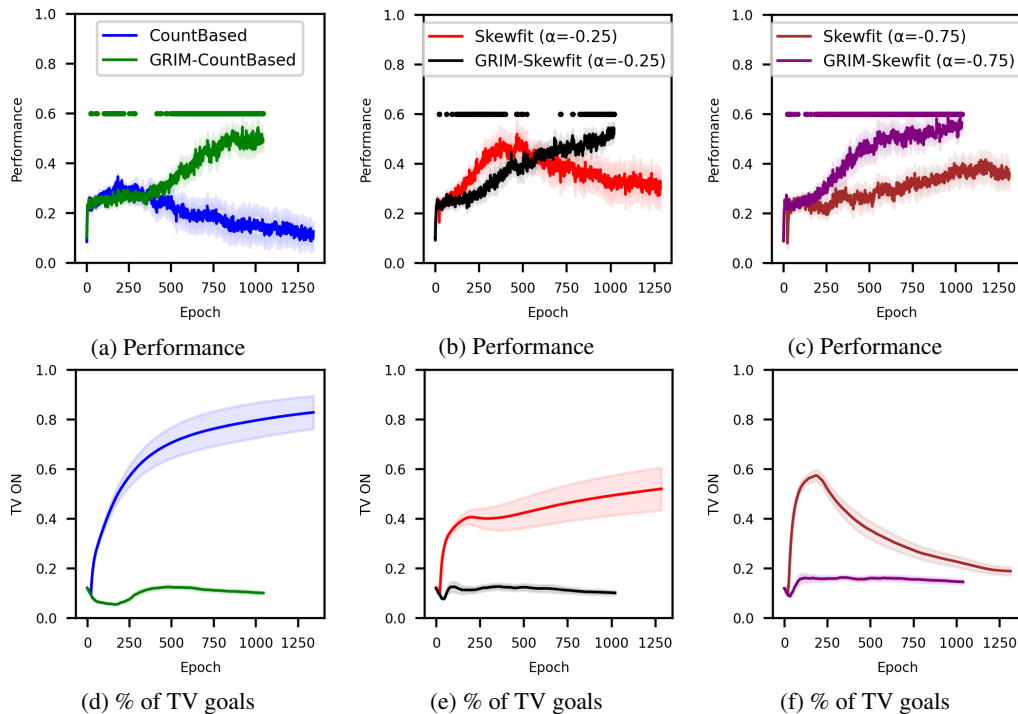 1.0
0.8
0.6
0.4
0.2
0.0
Performance
CountBased
GRIM-CountBased
0 250 500 750 1000 1250
Epoch
(a) Performance
1.0
0.8
0.6
0.4
0.2
0.0
Performance
Skewfit (α=-0.25)
GRIM-Skewfit (α=-0.25)
0 250 500 750 1000 1250
Epoch
(b) Performance
1.0
0.8
0.6
0.4
0.2
0.0
Performance
Skewfit (α=-0.75)
GRIM-Skewfit (α=-0.75)
0 250 500 750 1000 1250
Epoch
(c) Performance
1.0
0.8
0.6
0.4
0.2
0.0
TV ON
0 250 500 750 1000 1250
Epoch
(d) % of TV goals
1.0
0.8
0.6
0.4
0.2
0.0
TV ON
0 250 500 750 1000 1250
Epoch
(e) % of TV goals
1.0
0.8
0.6
0.4
0.2
0.0
TV ON
0 250 500 750 1000 1250
Epoch
(f) % of TV goals